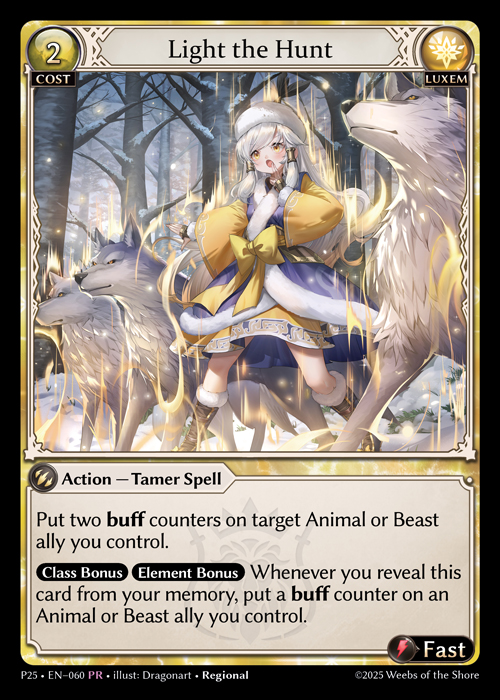 2
COST
Light the Hunt
LUXEM
Action — Tamer Spell
Put two buff counters on target Animal or Beast
ally you control.
Class Bonus Element Bonus Whenever you reveal this
card from your memory, put a buff counter on an
Animal or Beast ally you control.
Fast
P25 • EN–060 PR • illust: Dragonart • Regional
©2025 Weebs of the Shore